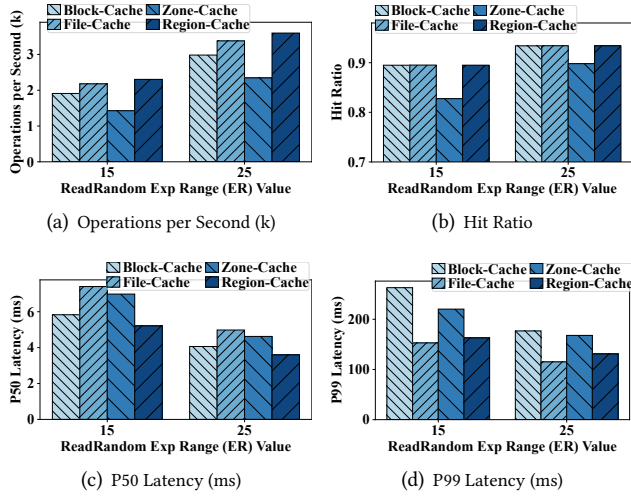 Block-Cache Zone-Cache
File-Cache Region-Cache
Operations per Second (k)
3
2
1
0
15 25
ReadRandom Exp Range (ER) Value
(a) Operations per Second (k)
Block-Cache Zone-Cache
File-Cache Region-Cache
Hit Ratio
0.9
0.8
0.7
15 25
ReadRandom Exp Range (ER) Value
(b) Hit Ratio
Block-Cache Zone-Cache
File-Cache Region-Cache
P50 Latency (ms)
6
4
2
0
15 25
ReadRandom Exp Range (ER) Value
(c) P50 Latency (ms)
Block-Cache Zone-Cache
File-Cache Region-Cache
P99 Latency (ms)
200
100
0
15 25
ReadRandom Exp Range (ER) Value
(d) P99 Latency (ms)